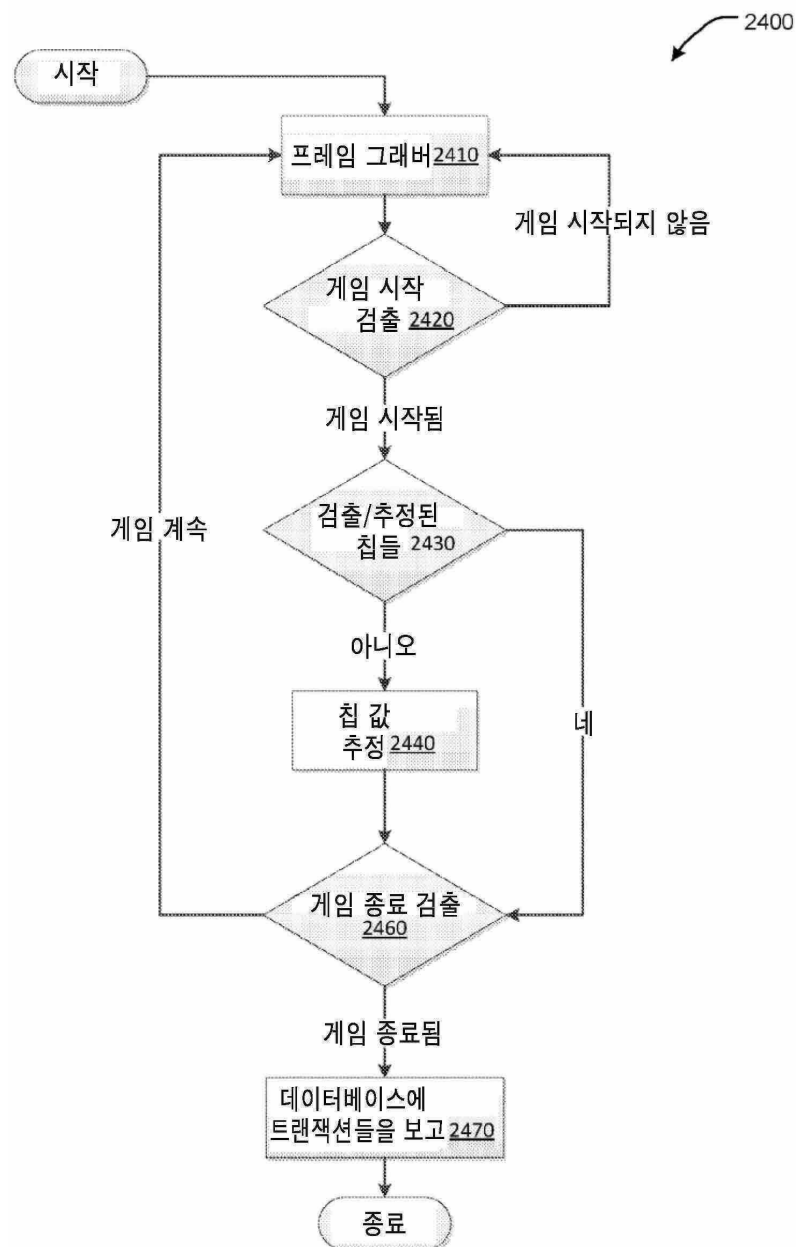 2400
시작
프레임 그래버 2410
게임 시작되지 않음
게임 시작
검출 2420
게임 시작됨
검출/추정된
칩들 2430
게임 계속
아니오
네
칩 값
추정 2440
게임 종료 검출
2460
게임 종료됨
데이터베이스에
트랜잭션들을 보고 2470
종료